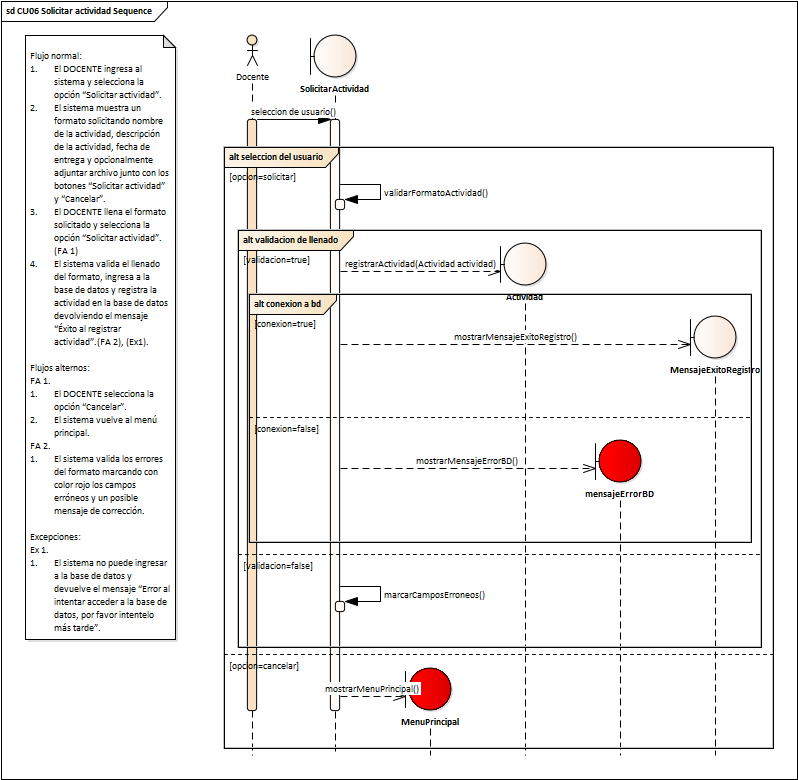 sd CU06 Solicitar actividad Sequence
Flujo normal:
1. El DOCENTE ingresa al
sistema y selecciona la
opción “Solicitar actividad”.
2. El sistema muestra un
formato solicitando nombre
de la actividad, descripción
de la actividad, fecha de
entrega y opcionalmente
adjuntar archivo junto con los
botones “Solicitar actividad”
y “Cancelar”.
3. El DOCENTE llena el formato
solicitado y selecciona la
opción “Solicitar actividad”.
(FA 1)
4. El sistema valida el llenado
del formato, ingresa a la
base de datos y registra la
actividad en la base de datos
devolviendo el mensaje
“Éxito al registrar
actividad”.(FA 2), (Ex1).
Flujos alternos:
FA 1.
1. El DOCENTE selecciona la
opción “Cancelar”.
2. El sistema vuelve al menú
principal.
FA 2.
1. El sistema valida los errores
del formato marcando con
color rojo los campos
erróneos y un posible
mensaje de corrección.
Excepciones:
Ex 1.
1. El sistema no puede ingresar
a la base de datos y
devuelve el mensaje “Error al
intentar acceder a la base de
datos, por favor intentelo
más tarde”.
Docente
SolicitarActividad
seleccion de usuario()
alt seleccion del usuario
[opcion=solicitar]
validarFormatoActividad()
alt validacion de llenado
[validacion=true]
registrarActividad(Actividad actividad)
Actividad
alt conexion a bd
[conexion=true]
mostrarMensajeExitoRegistro()
MensajeExitoRegistro
[conexion=false]
mostrarMensajeErrorBD()
mensajeErrorBD
[validacion=false]
marcarCamposErroneos()
[opcion=cancelar]
mostrarMenuPrincipal()
MenuPrincipal